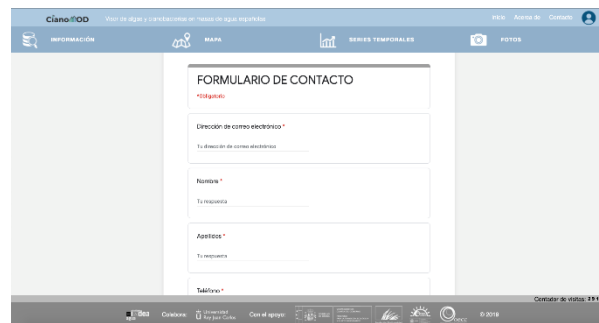 CianoMOD Visor de algas y cianobacterias en masas de agua españolas Inicio Acerca de Contacto
INFORMACIÓN MAPA SERIES TEMPORALES FOTOS
FORMULARIO DE CONTACTO
*Obligatorio
Dirección de correo electrónico *
Tu dirección de correo electrónico
Nombre *
Tu respuesta
Apellidos *
Tu respuesta
Teléfono *
Contador de visitas: 294
Colabora: Universidad Rey Juan Carlos Con el apoyo: © 2018